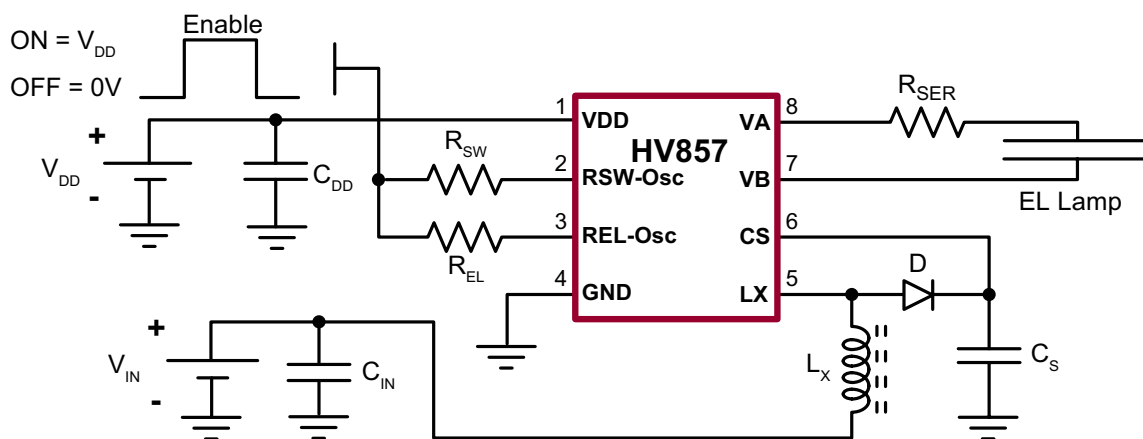 Enable
ON = VDD
OFF = 0V
+
VDD
-
CDD
RSW
REL
1
2
3
4
VDD
RSW-Osc
REL-Osc
GND
HV857
VA
VB
CS
LX
8
7
6
5
RSER
EL Lamp
D
LX
CS
+
VIN
-
CIN